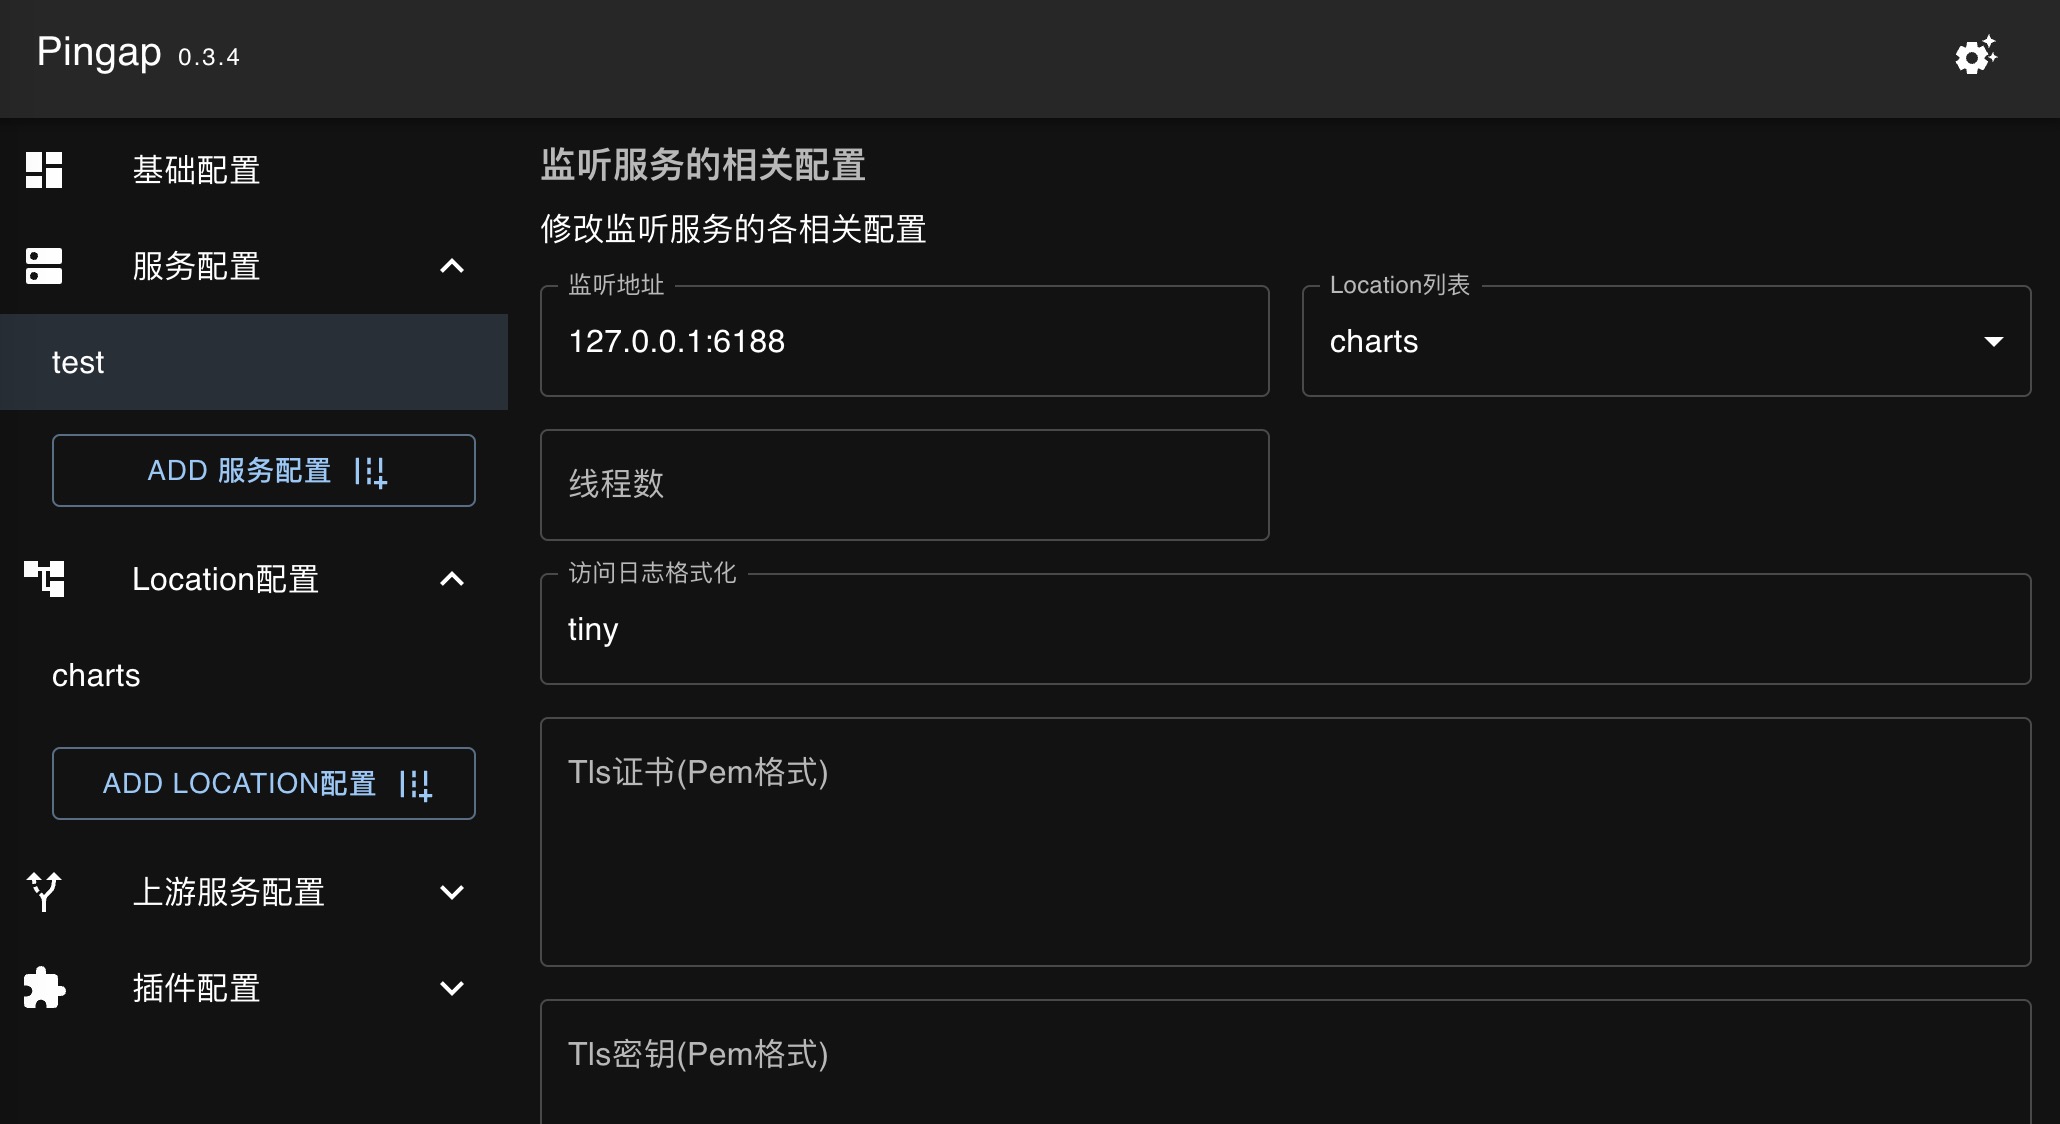 Pingap 0.3.4
基础配置
服务配置
test
ADD 服务配置
Location配置
charts
ADD LOCATION配置
上游服务配置
插件配置
监听服务的相关配置
修改监听服务的各相关配置
监听地址
127.0.0.1:6188
Location列表
charts
线程数
访问日志格式化
tiny
Tls证书(Pem格式)
Tls密钥(Pem格式)